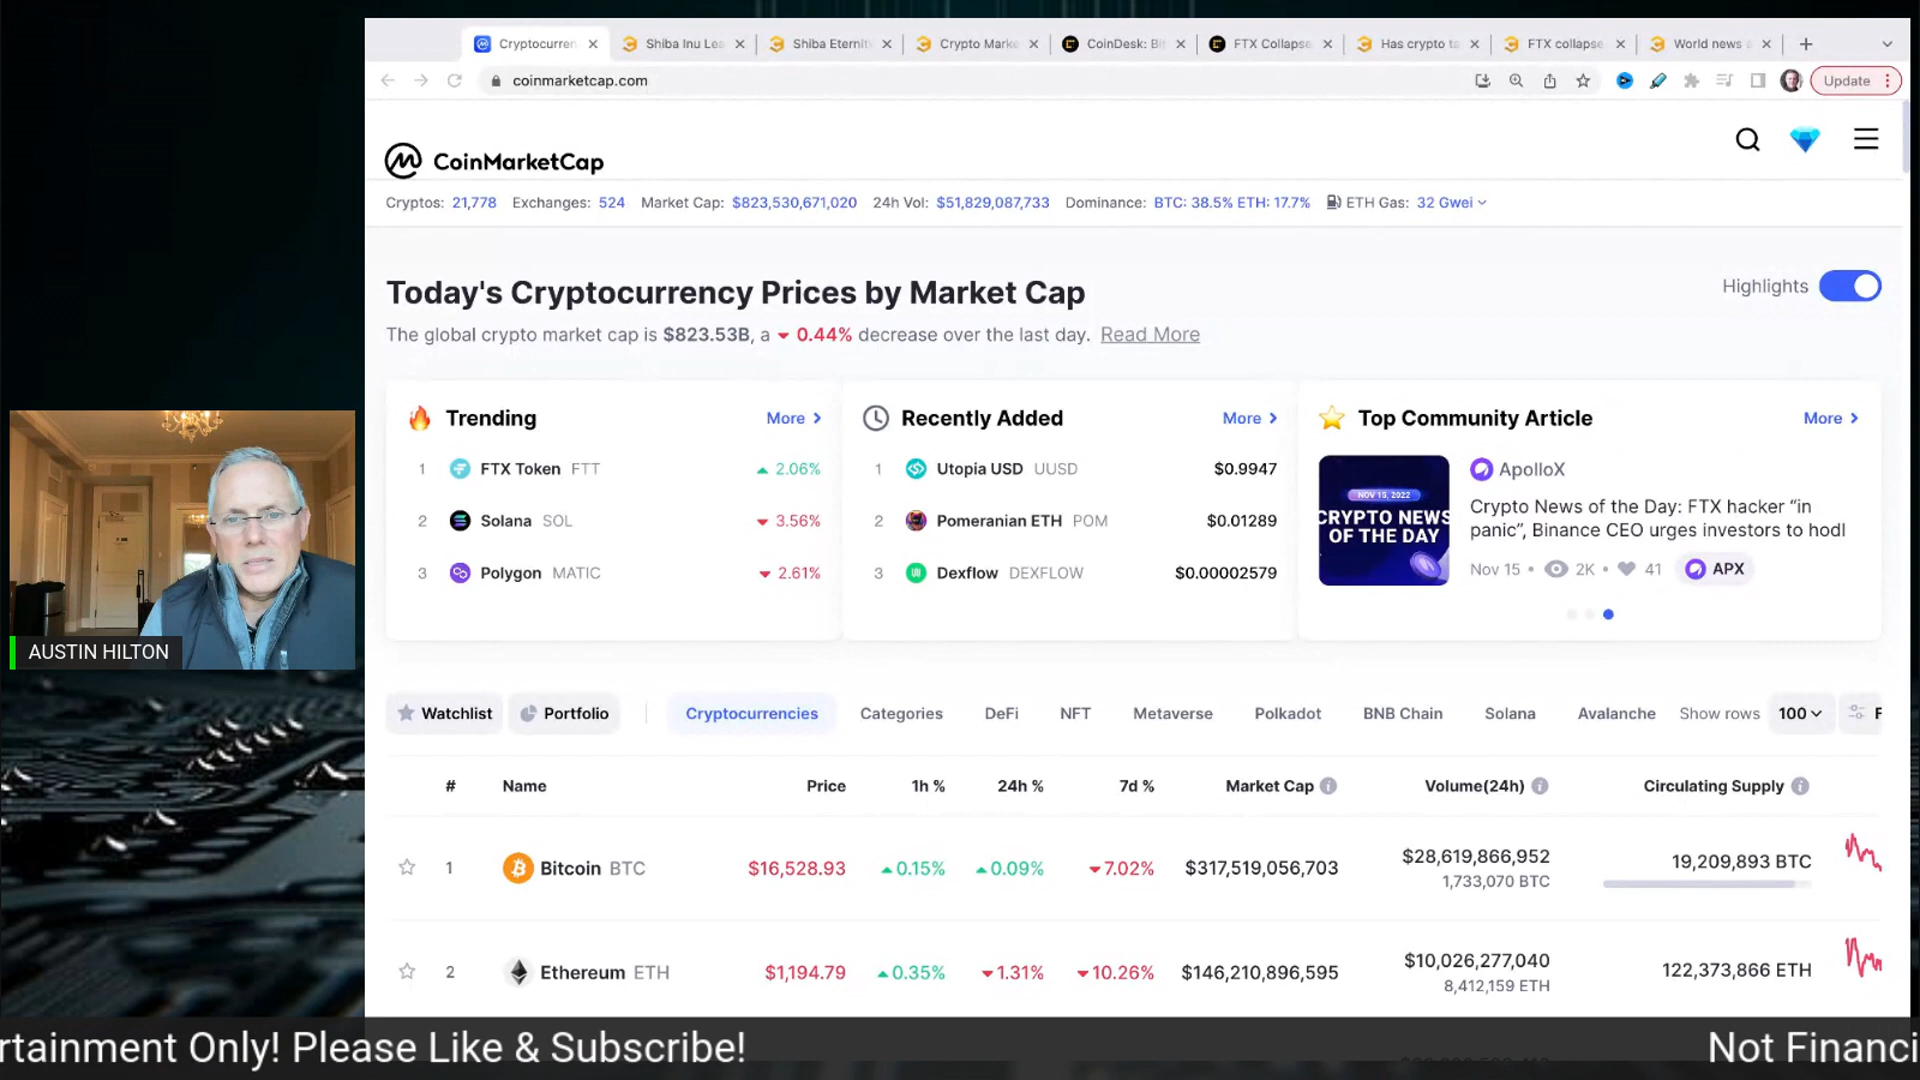 Cryptocurren
Shiba Inu Lea
Shiba Eternit
Crypto Marke
CoinDesk: Bi
FTX Collapse
Has crypto ta
FTX collapse
World news a
coinmarketcap.com
Update
CoinMarketCap
Cryptos: 21,778 Exchanges: 524 Market Cap: $823,530,671,020 24h Vol: $51,829,087,733 Dominance: BTC: 38.5% ETH: 17.7% ETH Gas: 32 Gwei
Today's Cryptocurrency Prices by Market Cap
Highlights
The global crypto market cap is $823.53B, a 0.44% decrease over the last day. Read More
Trending More
1 FTX Token FTT 2.06%
2 Solana SOL 3.56%
3 Polygon MATIC 2.61%
Recently Added More
1 Utopia USD UUSD $0.9947
2 Pomeranian ETH POM $0.01289
3 Dexflow DEXFLOW $0.00002579
Top Community Article More
NOV 15, 2022
CRYPTO NEWS
OF THE DAY
ApolloX
Crypto News of the Day: FTX hacker “in
panic”, Binance CEO urges investors to hodl
Nov 15 • 2K • 41 APX
AUSTIN HILTON
Watchlist Portfolio Cryptocurrencies Categories DeFi NFT Metaverse Polkadot BNB Chain Solana Avalanche Show rows 100 F
# Name Price 1h % 24h % 7d % Market Cap Volume(24h) Circulating Supply
1 Bitcoin BTC $16,528.93 0.15% 0.09% 7.02% $317,519,056,703 $28,619,866,952 19,209,893 BTC
1,733,070 BTC
2 Ethereum ETH $1,194.79 0.35% 1.31% 10.26% $146,210,896,595 $10,026,277,040 122,373,866 ETH
8,412,159 ETH
rtainment Only! Please Like & Subscribe! Not Financi